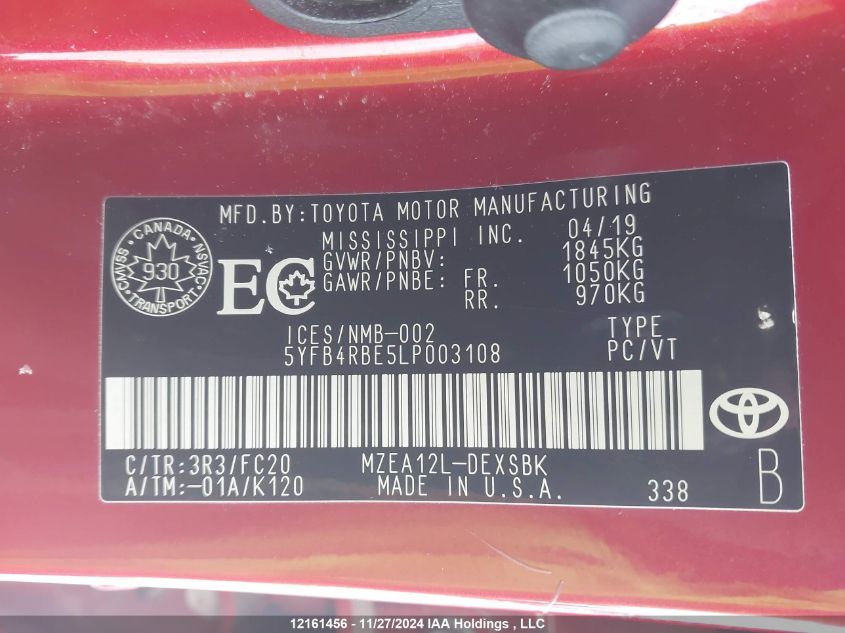 MFD.BY:TOYOTA MOTOR MANUFACTURING
MISSISSIPPI INC. 04/19
GVWR/PNBV: 1845KG
GAWR/PNBE: FR. 1050KG
RR. 970KG
CANADA
CMVSS NSVAC
930
TRANSPORT
EC
ICES/NMB-002 TYPE
5YFB4RBE5LP003108 PC/VT
C/TR:3R3/FC20 MZEA12L-DEXSBK
A/TM:-01A/K120 MADE IN U.S.A. 338 B
12161456 - 11/27/2024 IAA Holdings, LLC